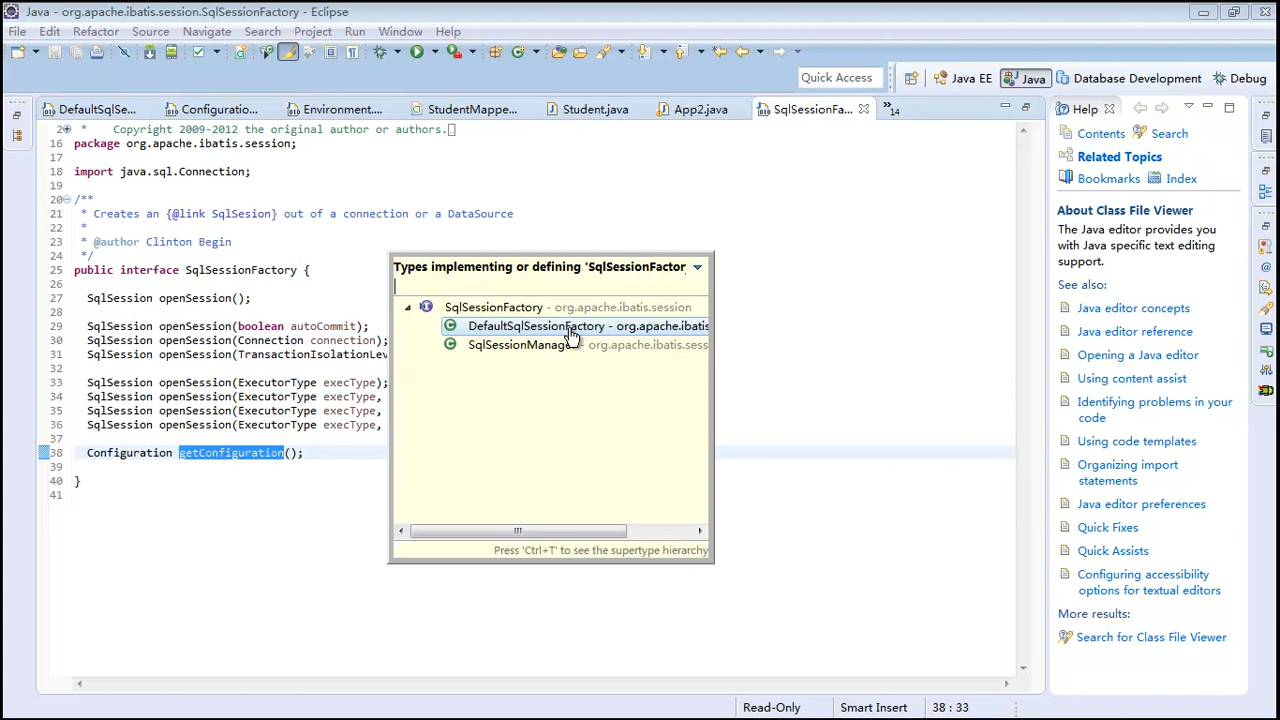 Java - org.apache.ibatis.session.SqlSessionFactory - Eclipse
File Edit Refactor Source Navigate Search Project Run Window Help
Quick Access Java EE Java Database Development Debug
DefaultSqlSe... Configuratio... Environment... StudentMappe... Student.java App2.java SqlSessionFa... 14
2 * Copyright 2009-2012 the original author or authors.
16 package org.apache.ibatis.session;
17
18 import java.sql.Connection;
19
20 /**
21 * Creates an {@link SqlSesion} out of a connection or a DataSource
22 *
23 * @author Clinton Begin
24 */
25 public interface SqlSessionFactory {
26
27 SqlSession openSession();
28
29 SqlSession openSession(boolean autoCommit);
30 SqlSession openSession(Connection connection);
31 SqlSession openSession(TransactionIsolationLev
32
33 SqlSession openSession(ExecutorType execType);
34 SqlSession openSession(ExecutorType execType,
35 SqlSession openSession(ExecutorType execType,
36 SqlSession openSession(ExecutorType execType,
37
38 Configuration getConfiguration();
39
40 }
41
Types implementing or defining 'SqlSessionFactor
SqlSessionFactory - org.apache.ibatis.session
DefaultSqlSessionFactory - org.apache.ibatis
SqlSessionManager - org.apache.ibatis.sess
Press 'Ctrl+T' to see the supertype hierarchy
Help
Contents Search
Related Topics
Bookmarks Index
About Class File Viewer
The Java editor provides you
with Java specific text editing
support.
See also:
Java concepts
Java reference
Opening a Java editor
Using content assist
Identifying problems in your
code
Using code templates
Organizing import
statements
Java editor preferences
Quick Fixes
Quick Assists
Configuring accessibility
options for textual editors
More results:
Search for Class File Viewer
Read-Only Smart Insert 38 : 33